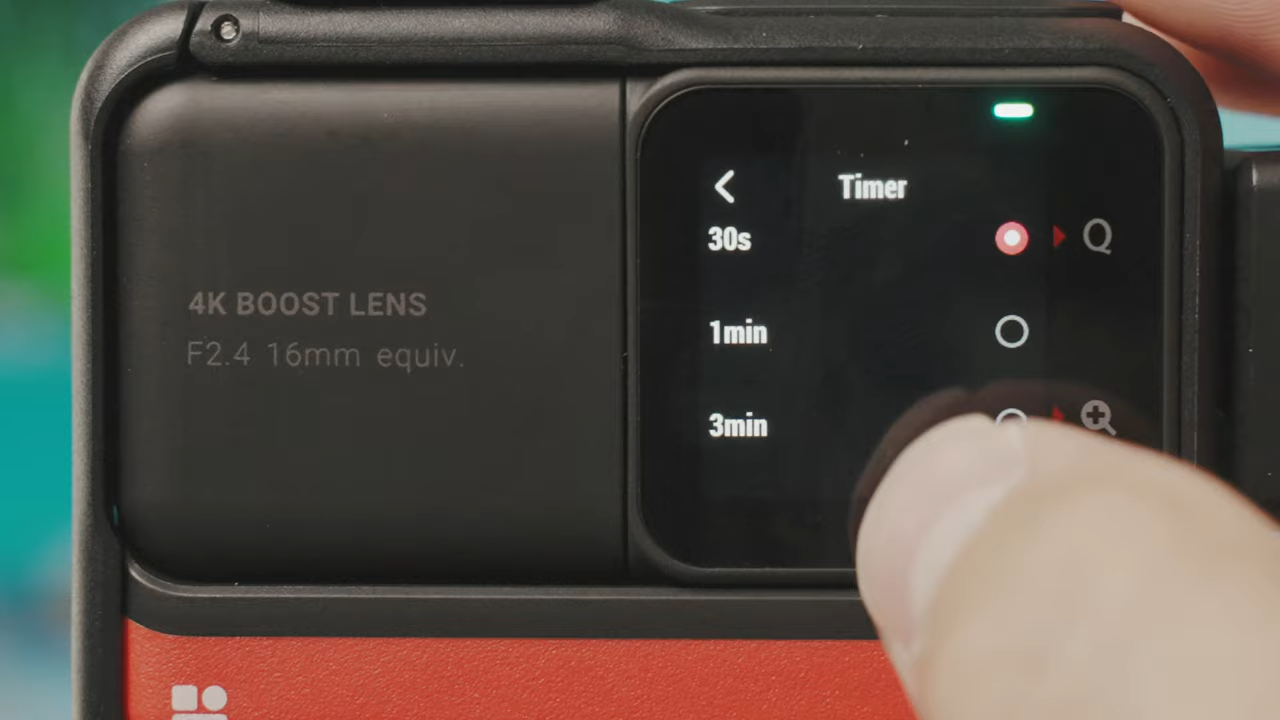 Timer
30s
1min
3min
4K BOOST LENS
F2.4 16mm equiv.